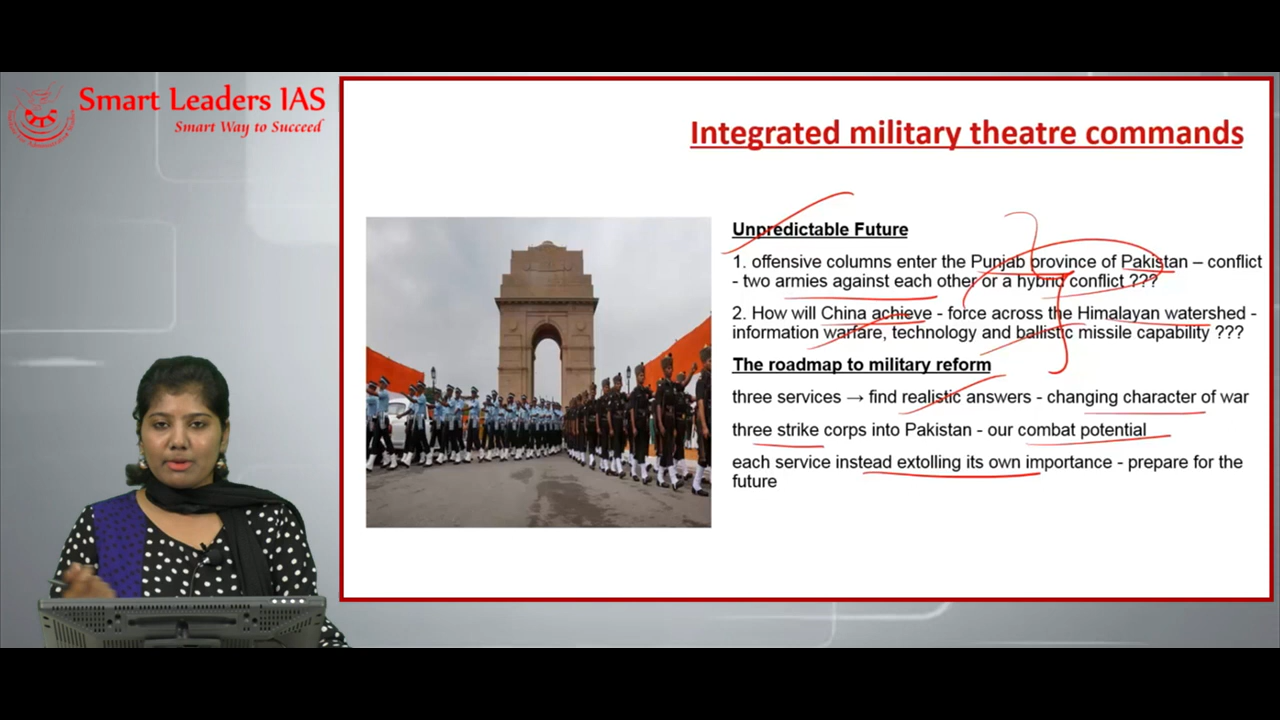 Smart Leaders IAS
Smart Way to Succeed
Integrated military theatre commands
Unpredictable Future
1. offensive columns enter the Punjab province of Pakistan – conflict
- two armies against each other or a hybrid conflict ???
2. How will China achieve - force across the Himalayan watershed -
information warfare, technology and ballistic missile capability ???
The roadmap to military reform
three services → find realistic answers - changing character of war
three strike corps into Pakistan - our combat potential
each service instead extolling its own importance - prepare for the
future